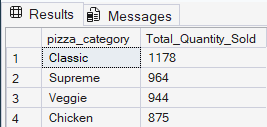 Results Messages
pizza_category Total_Quantity_Sold
1 Classic 1178
2 Supreme 964
3 Veggie 944
4 Chicken 875